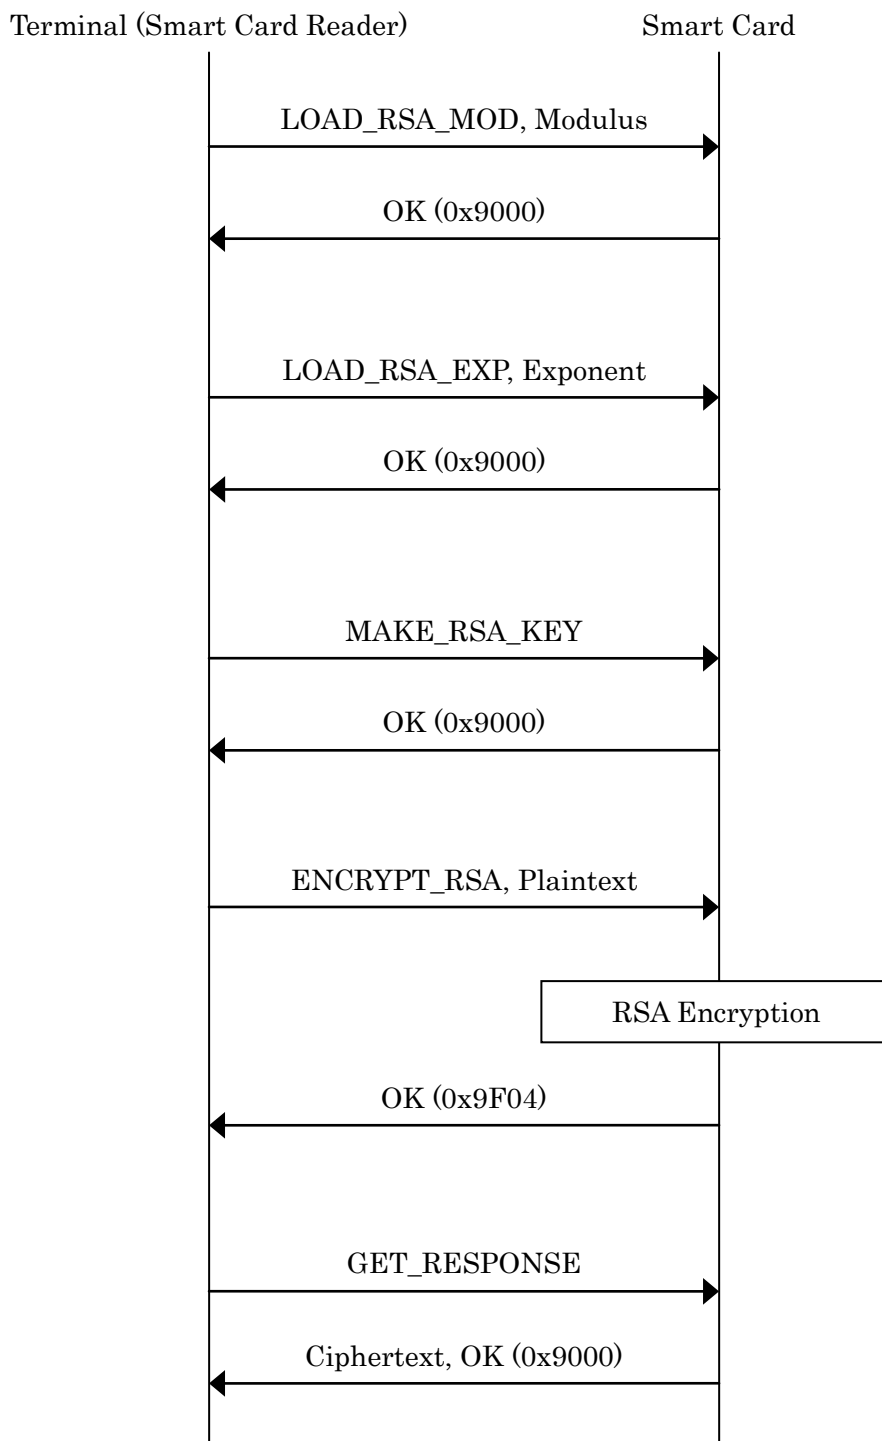 Terminal (Smart Card Reader)
Smart Card
LOAD_RSA_MOD, Modulus
OK (0x9000)
LOAD_RSA_EXP, Exponent
OK (0x9000)
MAKE_RSA_KEY
OK (0x9000)
ENCRYPT_RSA, Plaintext
RSA Encryption
OK (0x9F04)
GET_RESPONSE
Ciphertext, OK (0x9000)